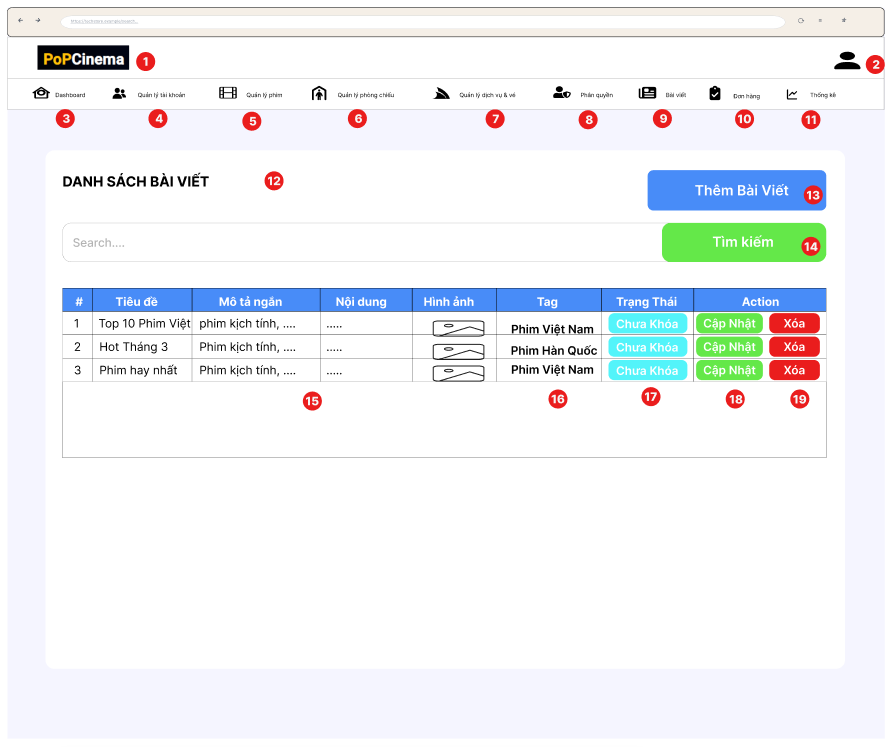 PoPCinema 1
2
Dashboard
Quản lý tài khoản
Quản lý phim
Quản lý phòng chiếu
Quản lý dịch vụ & vé
Phân quyền
Bài viết
Đơn hàng
Thống kê
3 4 5 6 7 8 9 10 11
DANH SÁCH BÀI VIẾT 12
Thêm Bài Viết 13
Search....
Tìm kiếm 14
# Tiêu đề Mô tả ngắn Nội dung Hình ảnh Tag Trạng Thái Action
1 Top 10 Phim Việt phim kịch tính, .... ..... Phim Việt Nam Chưa Khóa Cập Nhật Xóa
2 Hot Tháng 3 Phim kịch tính, .... ..... Phim Hàn Quốc Chưa Khóa Cập Nhật Xóa
3 Phim hay nhất Phim kịch tính, .... ..... Phim Việt Nam Chưa Khóa Cập Nhật Xóa
15 16 17 18 19